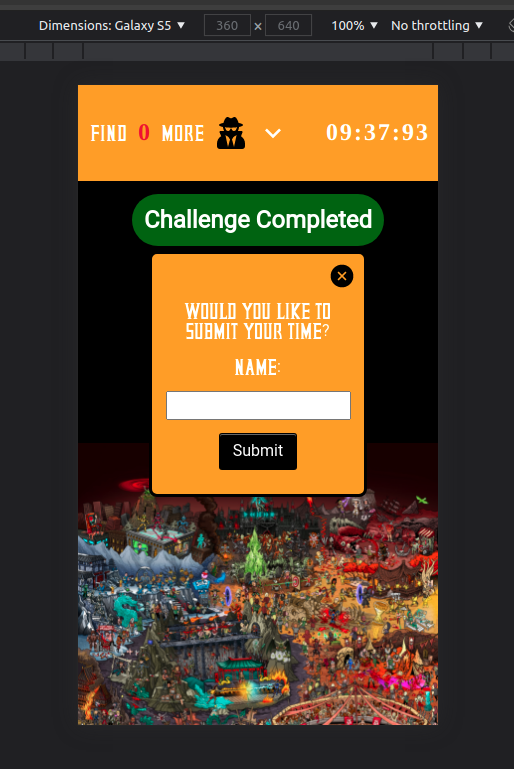 Dimensions: Galaxy S5 ▼ 360 × 640 100% ▼ No throttling ▼
FIND 0 MORE 09:37:93
Challenge Completed
WOULD YOU LIKE TO
SUBMIT YOUR TIME?
NAME:
Submit